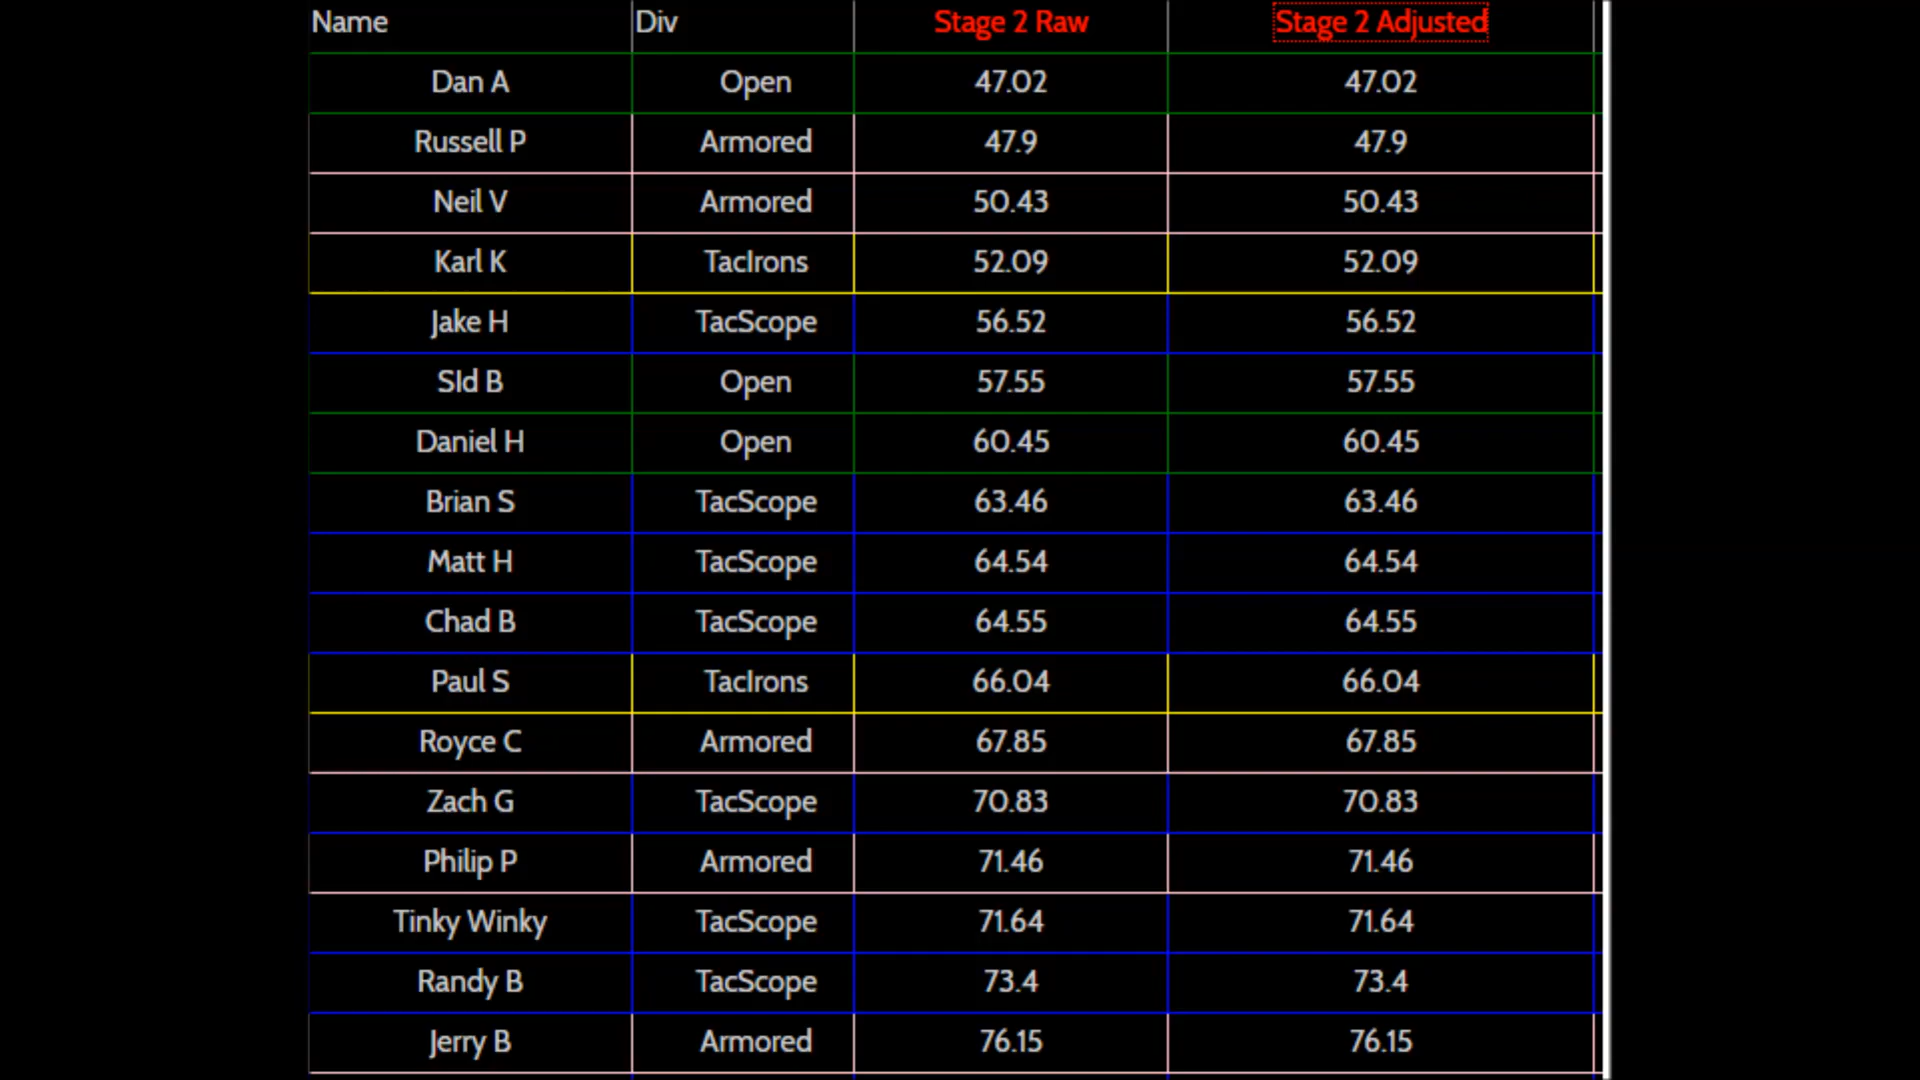 Name Div Stage 2 Raw Stage 2 Adjusted
Dan A Open 47.02 47.02
Russell P Armored 47.9 47.9
Neil V Armored 50.43 50.43
Karl K TacIrons 52.09 52.09
Jake H TacScope 56.52 56.52
SId B Open 57.55 57.55
Daniel H Open 60.45 60.45
Brian S TacScope 63.46 63.46
Matt H TacScope 64.54 64.54
Chad B TacScope 64.55 64.55
Paul S TacIrons 66.04 66.04
Royce C Armored 67.85 67.85
Zach G TacScope 70.83 70.83
Philip P Armored 71.46 71.46
Tinky Winky TacScope 71.64 71.64
Randy B TacScope 73.4 73.4
Jerry B Armored 76.15 76.15